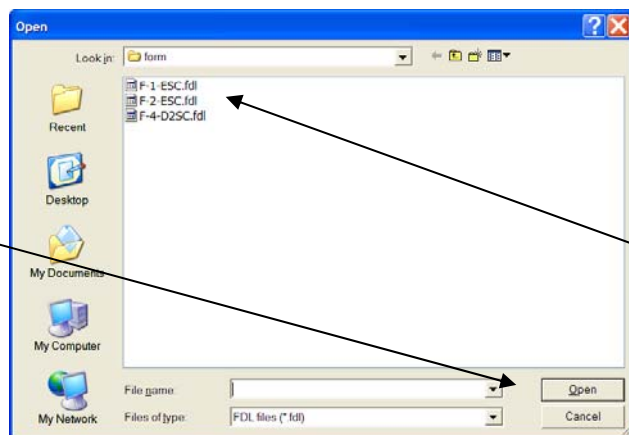 Open
Look in: form
F-1-ESC.fdl
F-2-ESC.fdl
F-4-D2SC.fdl
Recent
Desktop
My Documents
My Computer
My Network
File name:
Open
Files of type: FDL files (*.fdl)
Cancel